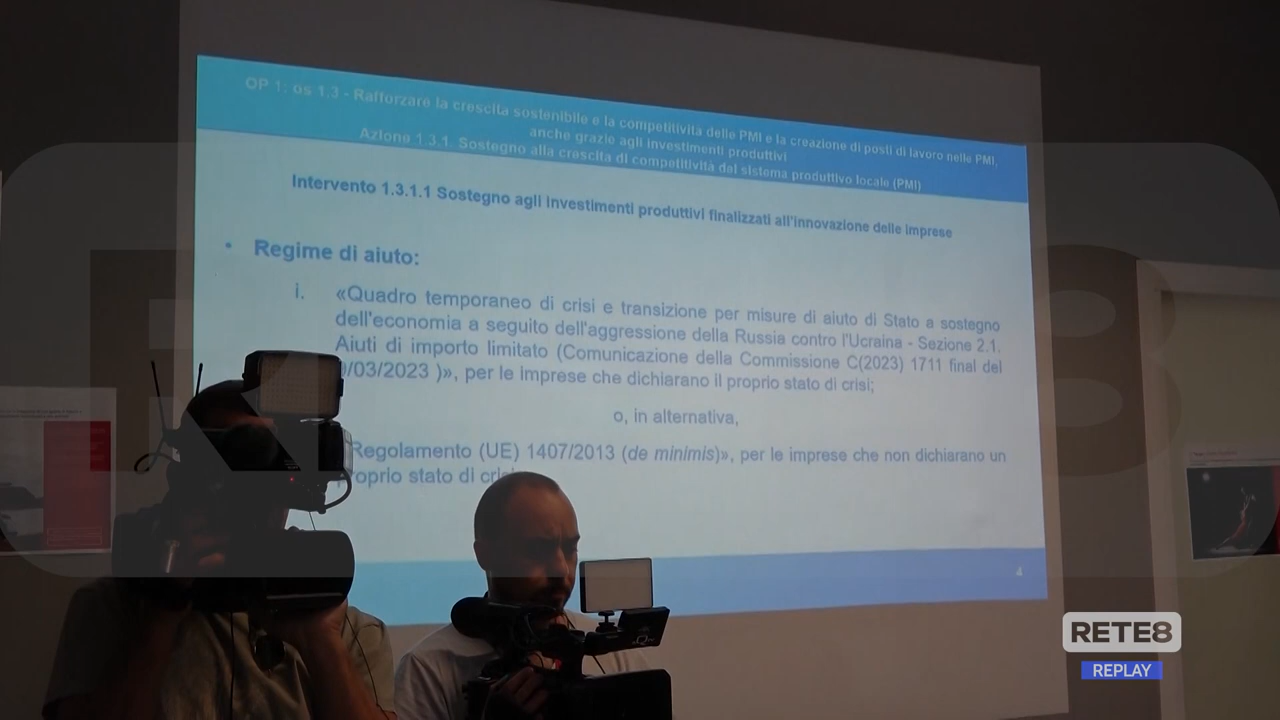 OP 1: os 1.3 - Rafforzare la crescita sostenibile e la competitività delle PMI e la creazione di posti di lavoro nelle PMI,
anche grazie agli investimenti produttivi
Azione 1.3.1. Sostegno alla crescita di competitività del sistema produttivo locale (PMI)
Intervento 1.3.1.1 Sostegno agli investimenti produttivi finalizzati all'innovazione delle imprese
• Regime di aiuto:
i. «Quadro temporaneo di crisi e transizione per misure di aiuto di Stato a sostegno
dell'economia a seguito dell'aggressione della Russia contro l'Ucraina - Sezione 2.1.
Aiuti di importo limitato (Comunicazione della Commissione C(2023) 1711 final del
/03/2023 )», per le imprese che dichiarano il proprio stato di crisi;
o, in alternativa,
Regolamento (UE) 1407/2013 (de minimis)», per le imprese che non dichiarano un
proprio stato di
4
RETE8
REPLAY